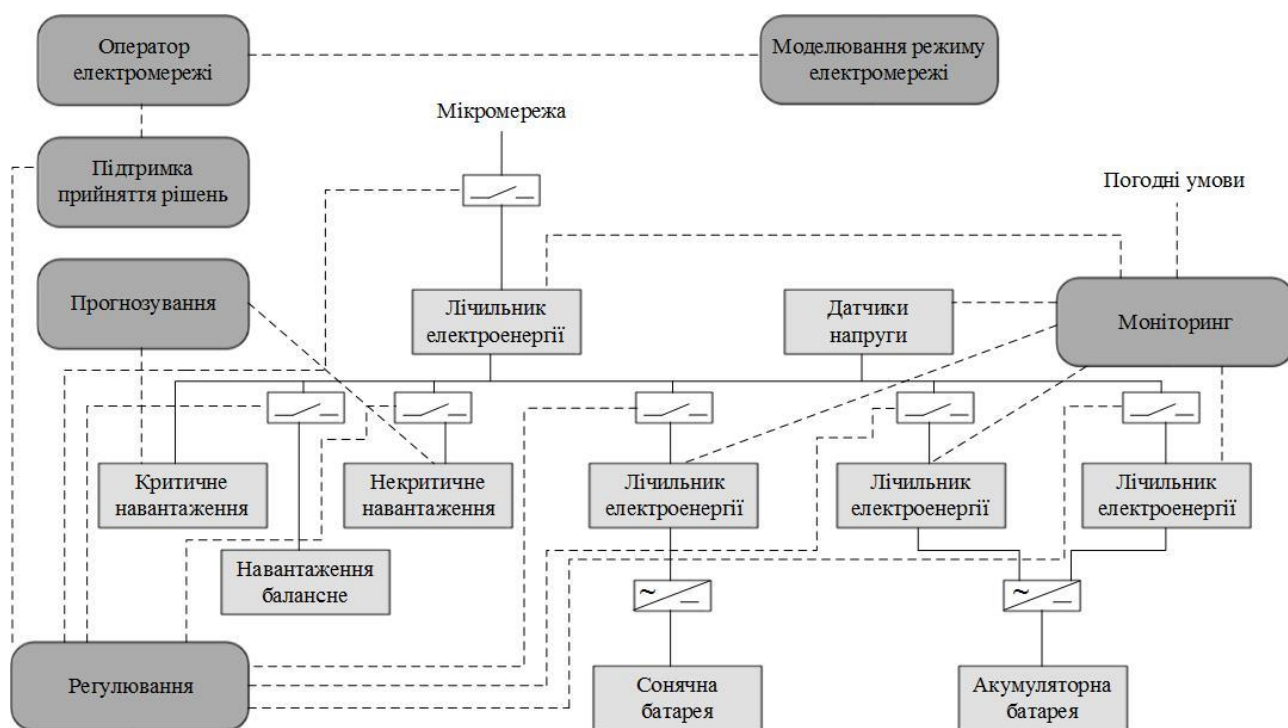 Оператор
електромережі
Моделювання режиму
електромережі
Мікромережа
Підтримка
прийняття рішень
Погодні умови
Прогнозування
Лічильник
електроенергії
Датчики
напруги
Моніторинг
Критичне
навантаження
Некритичне
навантаження
Лічильник
електроенергії
Лічильник
електроенергії
Лічильник
електроенергії
Навантаження
балансне
~
~
Регулювання
Сонячна
батарея
Акумуляторна
батарея